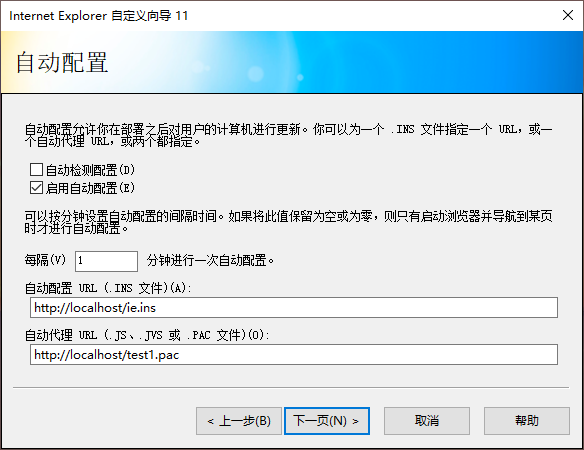 Internet Explorer 自定义向导 11
自动配置
自动配置允许你在部署之后对用户的计算机进行更新。你可以为一个 .INS 文件指定一个 URL，或一
个自动代理 URL，或两个都指定。
自动检测配置(D)
启用自动配置(E)
可以按分钟设置自动配置的间隔时间。如果将此值保留为空或为零，则只有启动浏览器并导航到某页
时才进行自动配置。
每隔(V) 1 分钟进行一次自动配置。
自动配置 URL (.INS 文件)(A):
http://localhost/ie.ins
自动代理 URL (.JS、.JVS 或 .PAC 文件)(O):
http://localhost/test1.pac
< 上一步(B) 下一页(N) > 取消 帮助